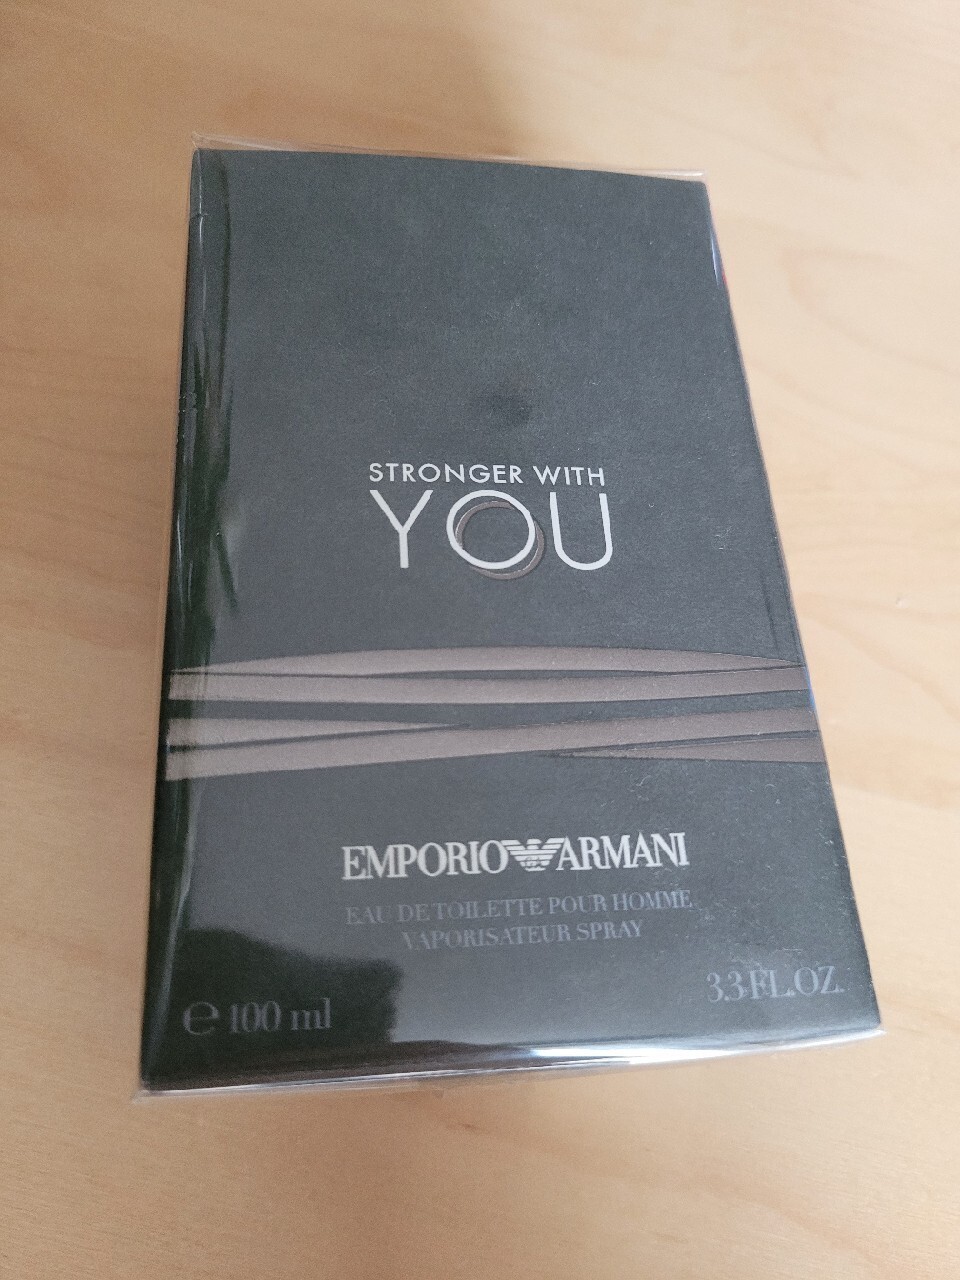 STRONGER WITH
YOU
EMPORIO ARMANI
EAU DE TOILETTE POUR HOMME
VAPORISATEUR SPRAY
3.3 FL.OZ.
℮ 100 ml